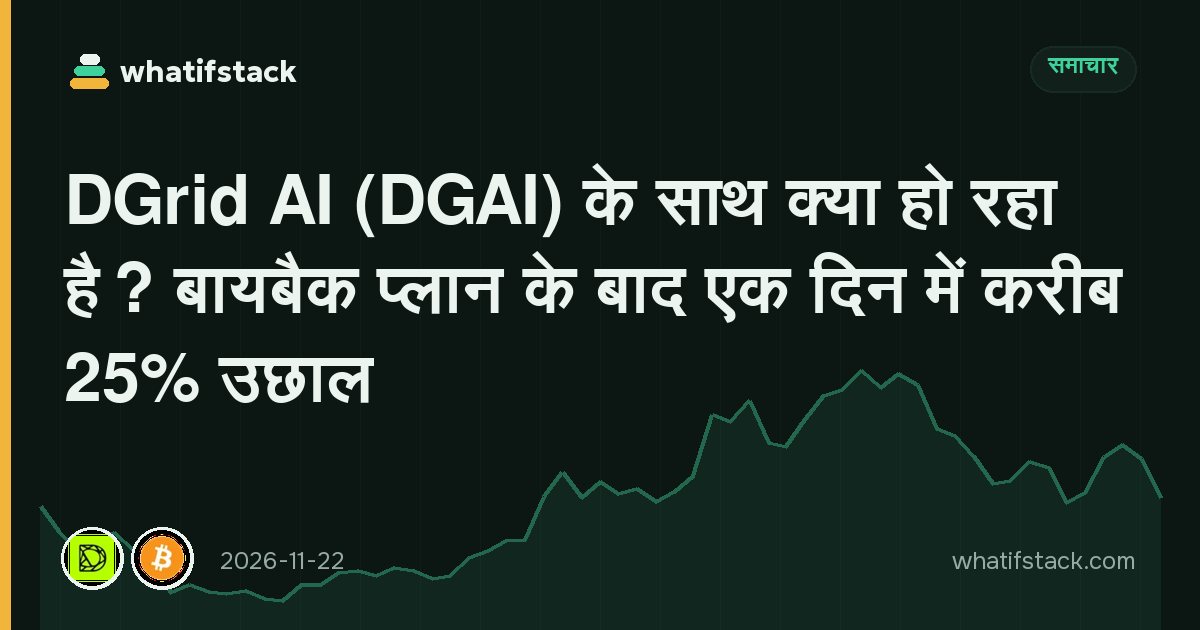 whatifstack
समाचार
DGrid AI (DGAI) के साथ क्या हो रहा
है ? बायबैक प्लान के बाद एक दिन में करीब
25% उछाल
2026-11-22
whatifstack.com